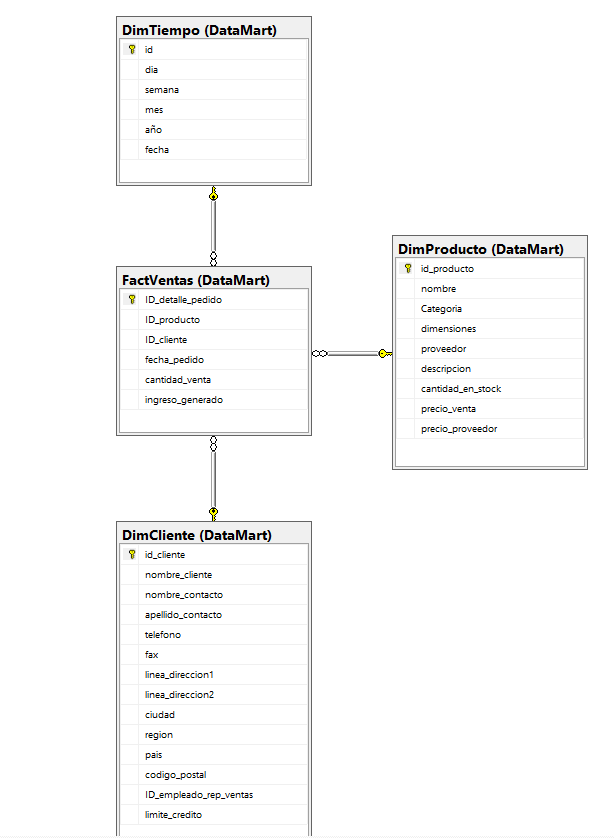 DimTiempo (DataMart)
id
dia
semana
mes
año
fecha
FactVentas (DataMart)
ID_detalle_pedido
ID_producto
ID_cliente
fecha_pedido
cantidad_venta
ingreso_generado
DimProducto (DataMart)
id_producto
nombre
Categoria
dimensiones
proveedor
descripcion
cantidad_en_stock
precio_venta
precio_proveedor
DimCliente (DataMart)
id_cliente
nombre_cliente
nombre_contacto
apellido_contacto
telefono
fax
linea_direccion1
linea_direccion2
ciudad
region
pais
codigo_postal
ID_empleado_rep_ventas
limite_credito